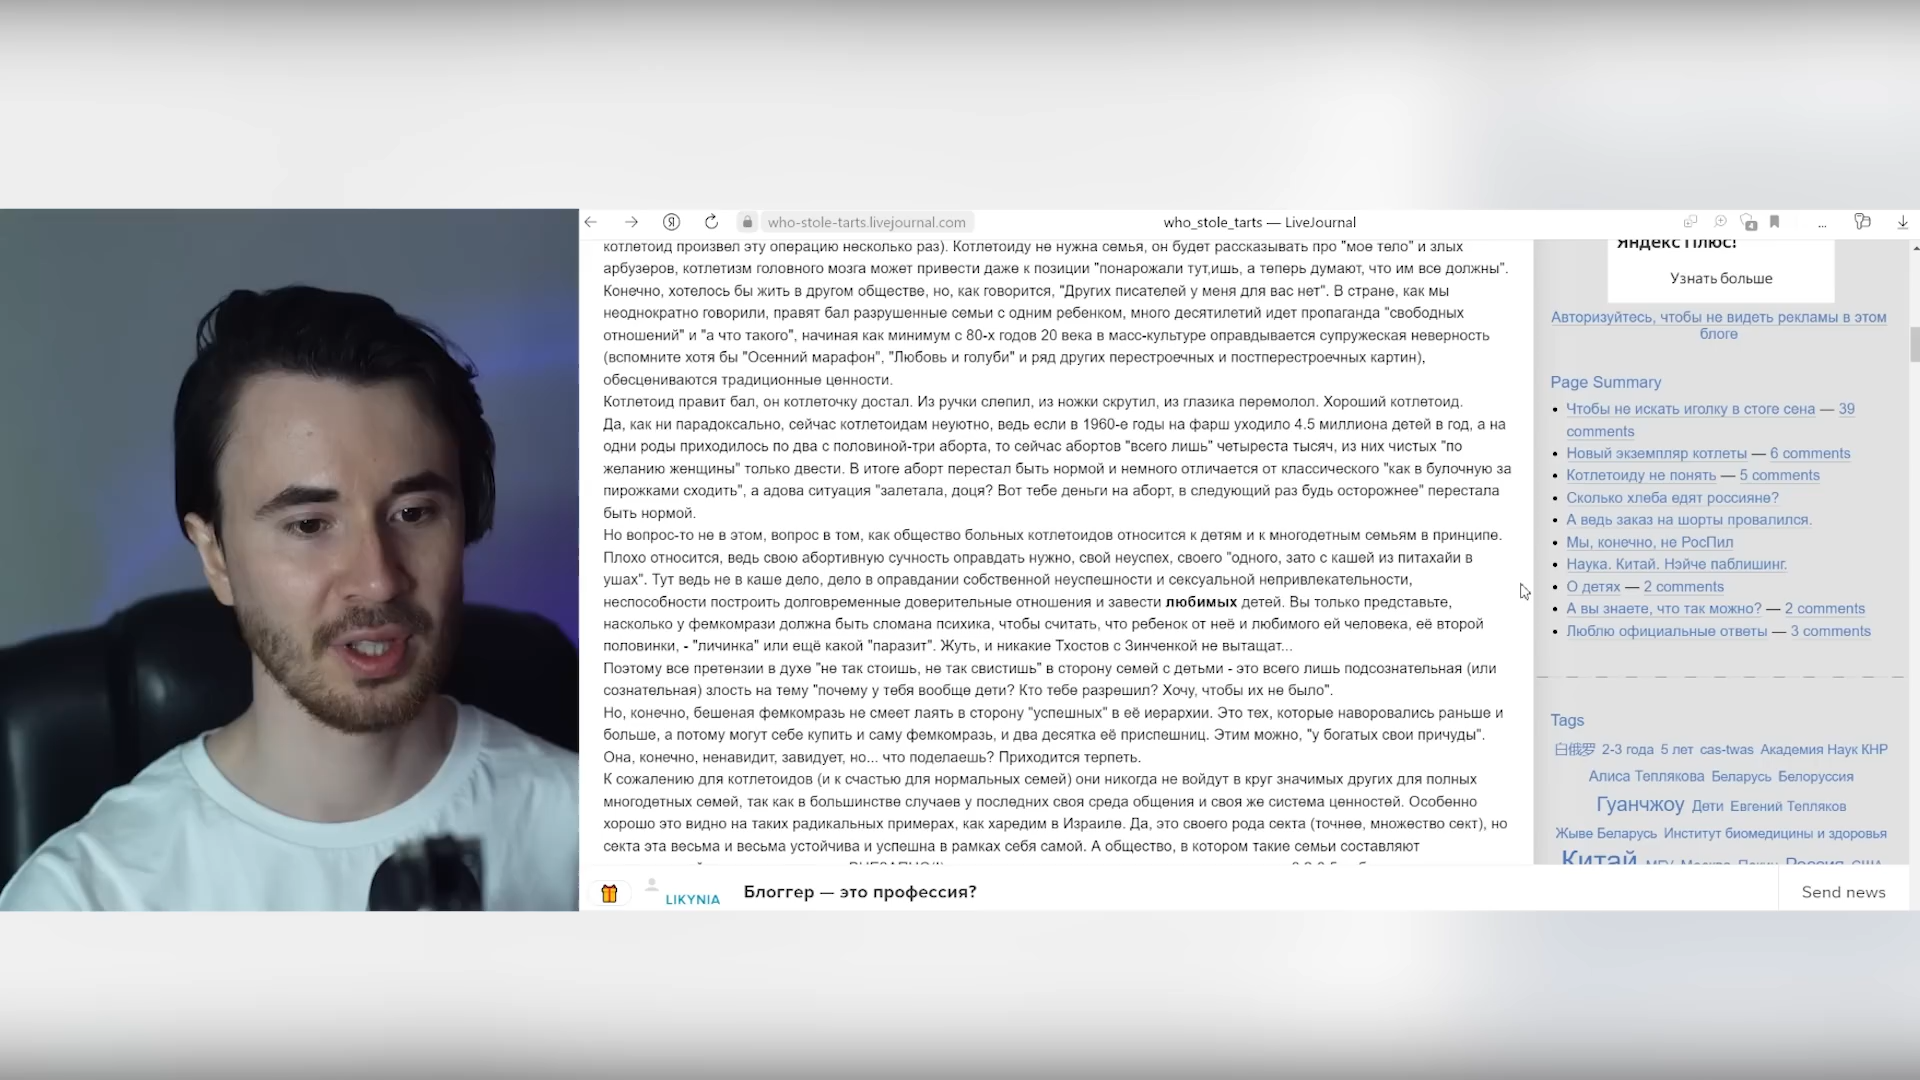 who-stole-tarts.livejournal.com
who_stole_tarts — LiveJournal
4
...
котлетоид произвел эту операцию несколько раз). Котлетоиду не нужна семья, он будет рассказывать про "мое тело" и злых
арбузеров, котлетизм головного мозга может привести даже к позиции "понарожали тут,ишь, а теперь думают, что им все должны".
Конечно, хотелось бы жить в другом обществе, но, как говорится, "Других писателей у меня для вас нет". В стране, как мы
неоднократно говорили, правят бал разрушенные семьи с одним ребенком, много десятилетий идет пропаганда "свободных
отношений" и "а что такого", начиная как минимум с 80-х годов 20 века в масс-культуре оправдывается супружеская неверность
(вспомните хотя бы "Осенний марафон", "Любовь и голуби" и ряд других перестроечных и постперестроечных картин),
обесцениваются традиционные ценности.
Котлетоид правит бал, он котлеточку достал. Из ручки слепил, из ножки скрутил, из глазика перемолол. Хороший котлетоид.
Да, как ни парадоксально, сейчас котлетоидам неуютно, ведь если в 1960-е годы на фарш уходило 4.5 миллиона детей в год, а на
одни роды приходилось по два с половиной-три аборта, то сейчас абортов "всего лишь" четыреста тысяч, из них чистых "по
желанию женщины" только двести. В итоге аборт перестал быть нормой и немного отличается от классического "как в булочную за
пирожками сходить", а адова ситуация "залетала, доця? Вот тебе деньги на аборт, в следующий раз будь осторожнее" перестала
быть нормой.
Но вопрос-то не в этом, вопрос в том, как общество больных котлетоидов относится к детям и к многодетным семьям в принципе.
Плохо относится, ведь свою абортивную сучность оправдать нужно, свой неуспех, своего "одного, зато с кашей из питахайи в
ушах". Тут ведь не в каше дело, дело в оправдании собственной неуспешности и сексуальной непривлекательности,
неспособности построить долговременные доверительные отношения и завести любимых детей. Вы только представьте,
насколько у фемкомрази должна быть сломана психика, чтобы считать, что ребенок от неё и любимого ей человека, её второй
половинки, - "личинка" или ещё какой "паразит". Жуть, и никакие Тхостов с Зинченкой не вытащат...
Поэтому все претензии в духе "не так стоишь, не так свистишь" в сторону семей с детьми - это всего лишь подсознательная (или
сознательная) злость на тему "почему у тебя вообще дети? Кто тебе разрешил? Хочу, чтобы их не было".
Но, конечно, бешеная фемкомразь не смеет лаять в сторону "успешных" в её иерархии. Это тех, которые наворовались раньше и
больше, а потому могут себе купить и саму фемкомразь, и два десятка её приспешниц. Этим можно, "у богатых свои причуды".
Она, конечно, ненавидит, завидует, но... что поделаешь? Приходится терпеть.
К сожалению для котлетоидов (и к счастью для нормальных семей) они никогда не войдут в круг значимых других для полных
многодетных семей, так как в большинстве случаев у последних своя среда общения и своя же система ценностей. Особенно
хорошо это видно на таких радикальных примерах, как харедим в Израиле. Да, это своего рода секта (точнее, множество сект), но
секта эта весьма и весьма устойчива и успешна в рамках себя самой. А общество, в котором такие семьи составляют
Яндекс Плюс!
Узнать больше
Авторизуйтесь, чтобы не видеть рекламы в этом
блоге
Page Summary
Чтобы не искать иголку в стоге сена — 39
comments
Новый экземпляр котлеты — 6 comments
Котлетоиду не понять — 5 comments
Сколько хлеба едят россияне?
А ведь заказ на шорты провалился.
Мы, конечно, не РосПил
Наука. Китай. Нэйче паблишинг.
О детях — 2 comments
А вы знаете, что так можно? — 2 comments
Люблю официальные ответы — 3 comments
Tags
白俄罗 2-3 года 5 лет cas-twas Академия Наук КНР
Алиса Теплякова Беларусь Белоруссия
Гуанчжоу Дети Евгений Тепляков
Жыве Беларусь Институт биомедицины и здоровья
Китай МГУ Москва Пекин Россия США
LIKYNIA
Блоггер — это профессия?
Send news